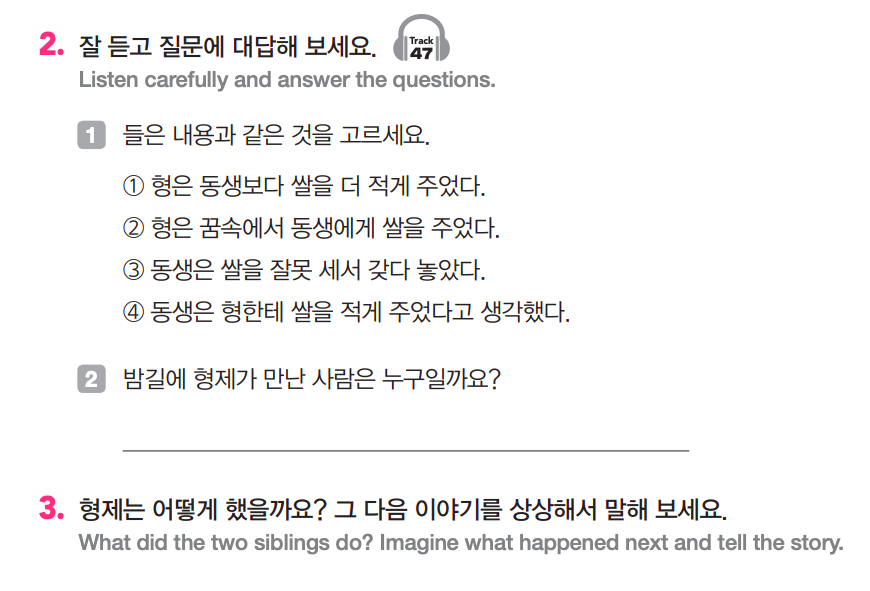 2. 잘 듣고 질문에 대답해 보세요. Track 47
Listen carefully and answer the questions.
1 들은 내용과 같은 것을 고르세요.
① 형은 동생보다 쌀을 더 적게 주었다.
② 형은 꿈속에서 동생에게 쌀을 주었다.
③ 동생은 쌀을 잘못 세서 갖다 놓았다.
④ 동생은 형한테 쌀을 적게 주었다고 생각했다.
2 밤길에 형제가 만난 사람은 누구일까요?
3. 형제는 어떻게 했을까요? 그 다음 이야기를 상상해서 말해 보세요.
What did the two siblings do? Imagine what happened next and tell the story.